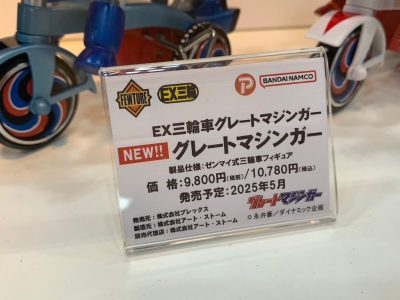 FEWTURE EX三 P BANDAI NAMCO
EX三輪車グレートマジンガー
NEW!! グレートマジンガー
製品仕様：ゼンマイ式三輪車フィギュア
価 格：9,800円(税別)/10,780円(税込)
発売予定：2025年5月
発売元：株式会社プレックス
製造元：株式会社アート・ストーム
販売代理店：株式会社アート・ストーム
グレートマジンガー
©永井豪／ダイナミック企画